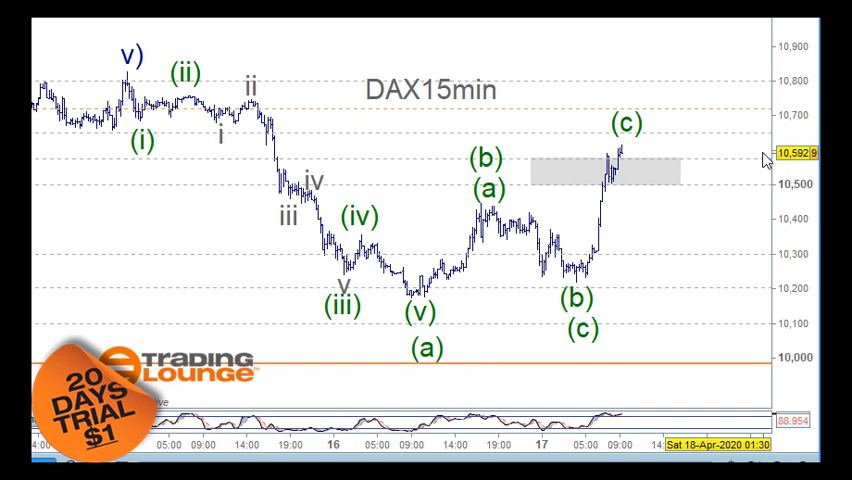 DAX15min
v)
(ii)
(i)
ii
i
iv
iii
(iv)
v
(iii)
(v)
(a)
(b)
(a)
(b)
(c)
(c)
10,900
10,800
10,700
10,592|9
10,500
10,400
10,300
10,200
10,100
10,000
TRADING
LOUNGE
20
DAYS
TRIAL
$1
88.954
05:00
09:00
14:00
19:00
16
05:00
09:00
14:00
19:00
17
05:00
09:00
Sat 18-Apr-2020 01:30